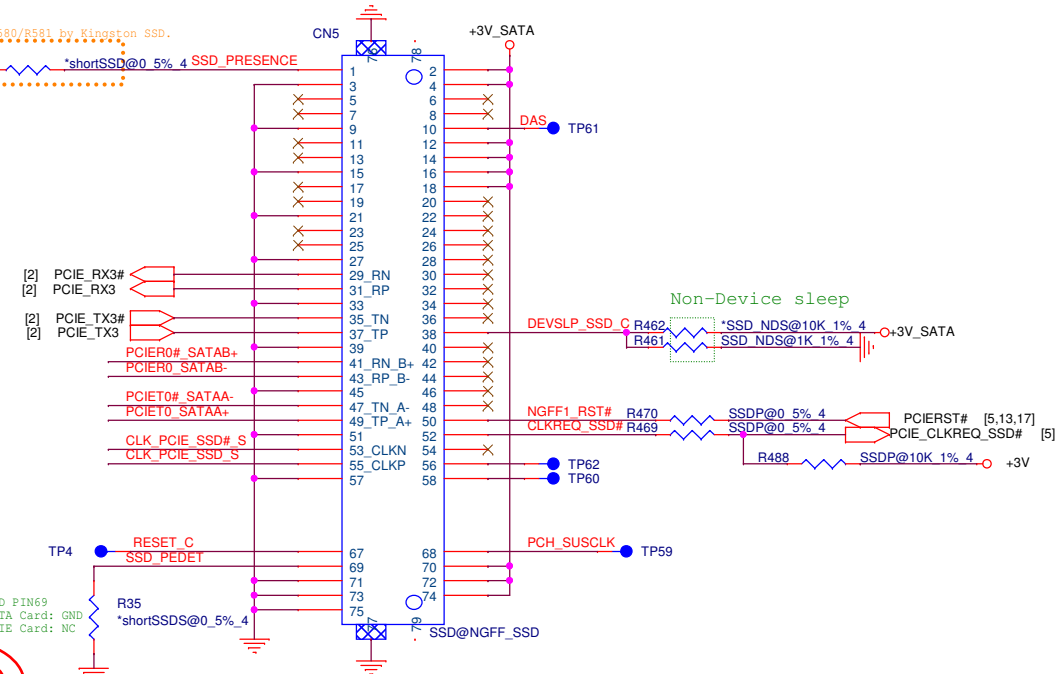 580/R581 by Kingston SSD.
CN5
+3V_SATA
76
78
*shortSSD@0_5%_4 SSD_PRESENCE
1 2
3 4
5 6
7 8
9 10 DAS TP61
11 12
13 14
15 16
17 18
19 20
21 22
23 24
25 26
27 28
[2] PCIE_RX3# 29_RN 30
[2] PCIE_RX3 31_RP 32
Non-Device sleep
33 34
[2] PCIE_TX3# 35_TN 36
[2] PCIE_TX3 37_TP 38 DEVSLP_SSD_C R462 *SSD_NDS@10K_1%_4 +3V_SATA
39 40 R461 SSD_NDS@1K_1%_4
PCIER0#_SATAB+ 41_RN_B+ 42
PCIER0_SATAB- 43_RP_B- 44
45 46
PCIET0#_SATAA- 47_TN_A- 48
PCIET0_SATAA+ 49_TP_A+ 50 NGFF1_RST# R470 SSDP@0_5%_4 PCIERST# [5,13,17]
51 52 CLKREQ_SSD# R469 SSDP@0_5%_4 PCIE_CLKREQ_SSD# [5]
CLK_PCIE_SSD#_S 53_CLKN 54
CLK_PCIE_SSD_S 55_CLKP 56 TP62 R488 SSDP@10K_1%_4 +3V
57 58 TP60
TP4 RESET_C 67 68 PCH_SUSCLK TP59
SSD_PEDET 69 70
71 72
73 74
75
R35
*shortSSDS@0_5%_4
D PIN69
TA Card: GND
IE Card: NC
77
79
SSD@NGFF_SSD